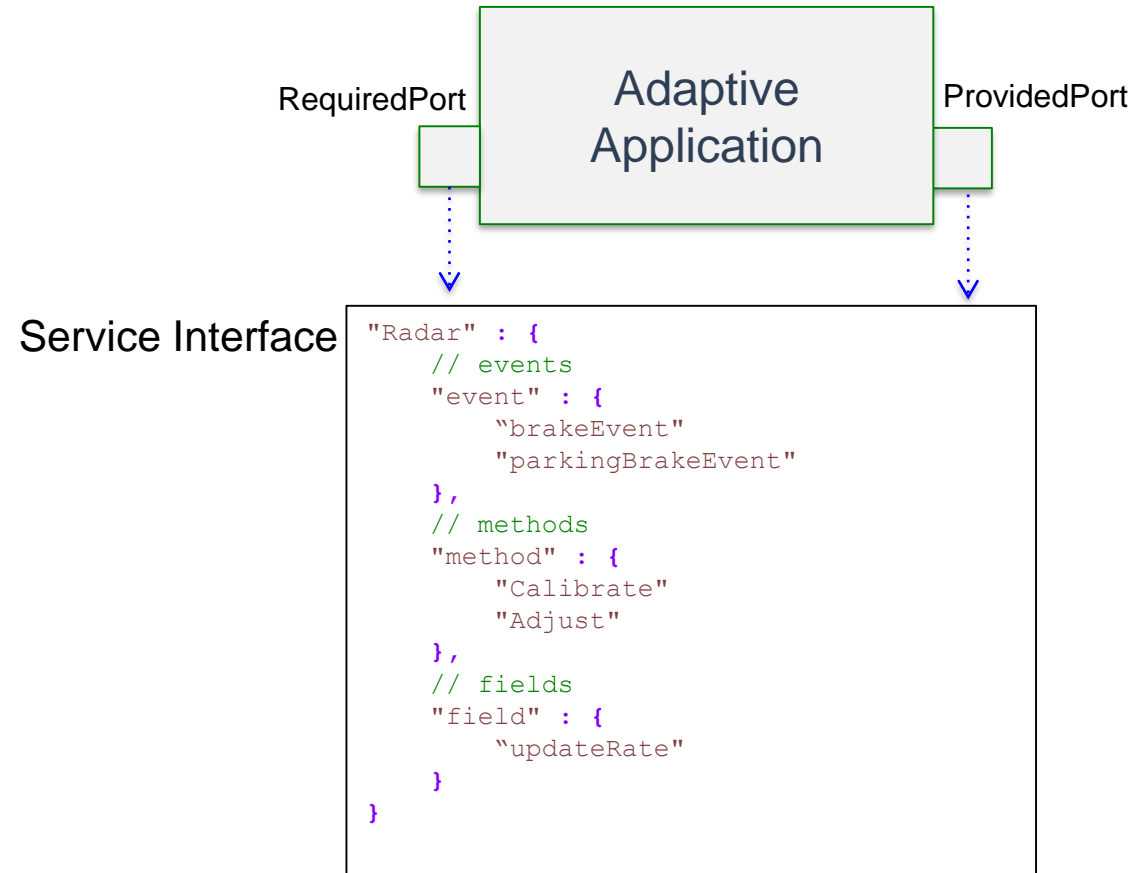 RequiredPort
Adaptive
Application
ProvidedPort
Service Interface
"Radar" : {
// events
"event" : {
“brakeEvent"
"parkingBrakeEvent"
},
// methods
"method" : {
"Calibrate"
"Adjust"
},
// fields
"field" : {
“updateRate"
}
}